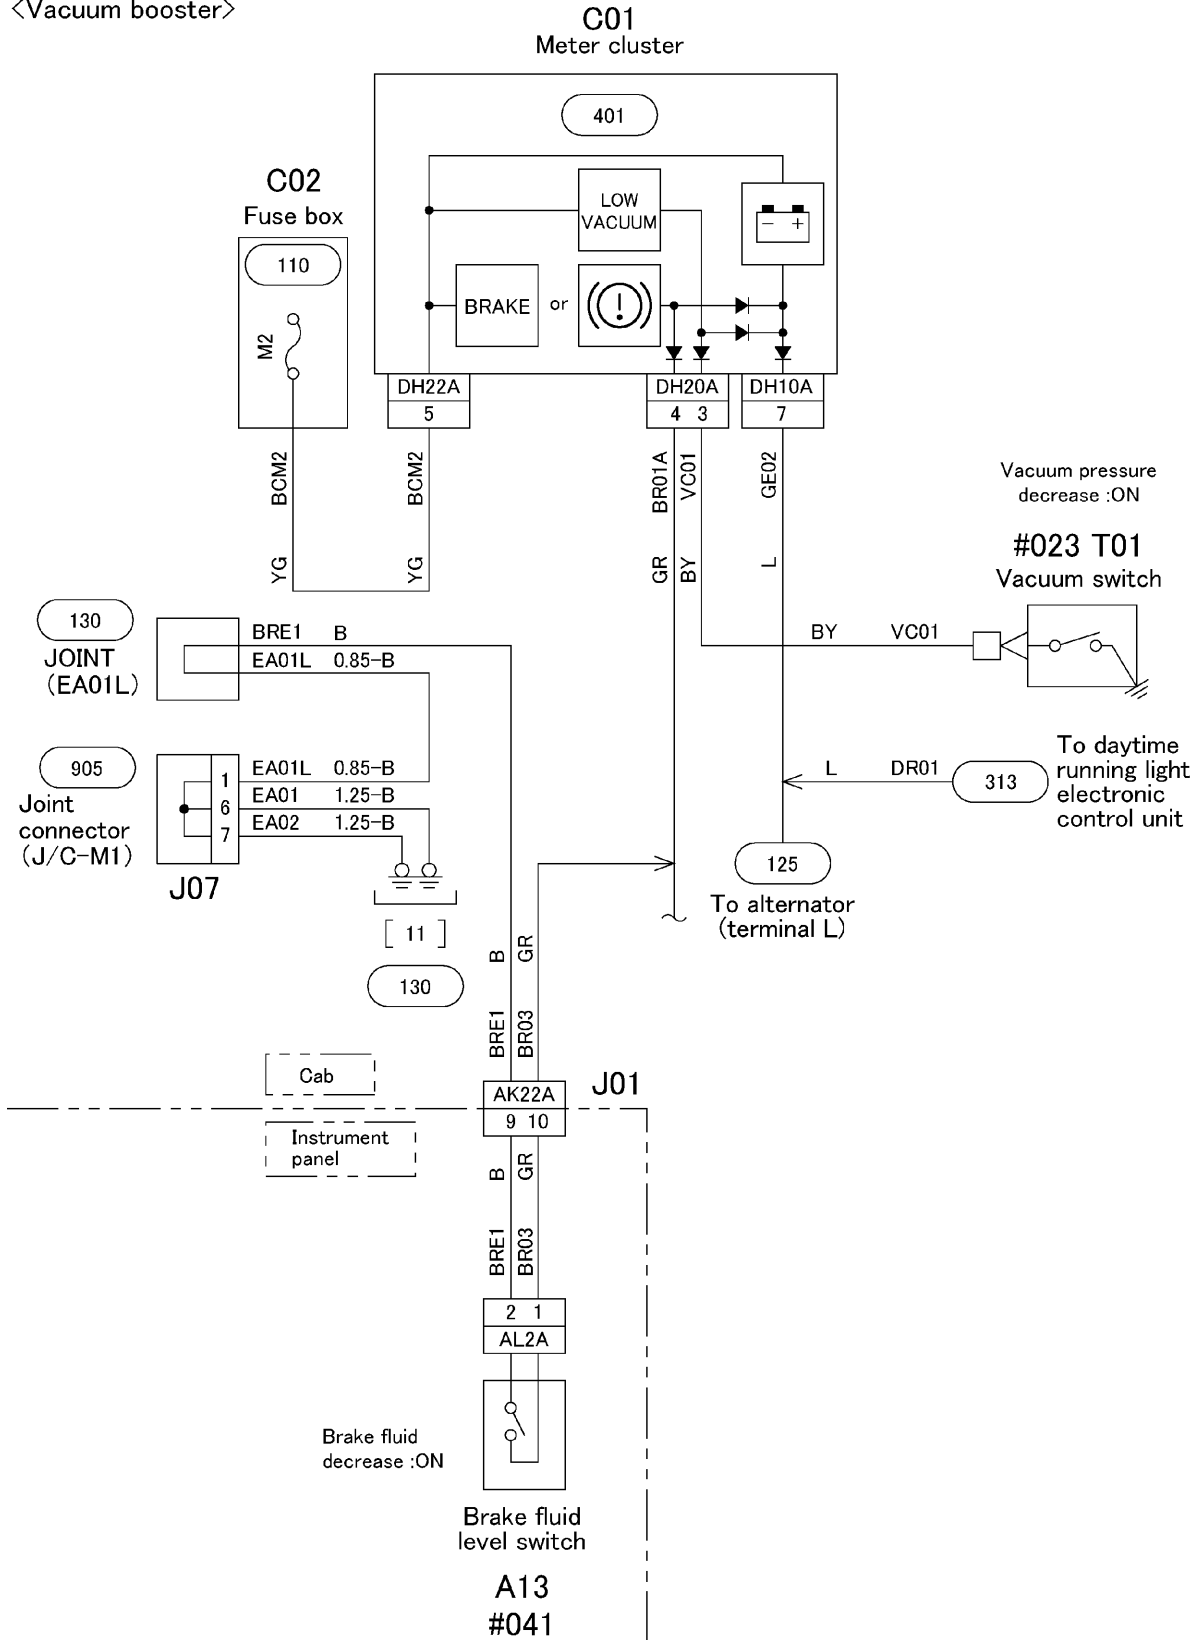 <Vacuum booster>
C01
Meter cluster
401
C02
Fuse box
110
M2
LOW
VACUUM
− +
BRAKE or
DH22A
5
DH20A
4 3
DH10A
7
BCM2
YG
BCM2
YG
BR01A
GR
VC01
BY
GE02
L
Vacuum pressure
decrease :ON
#023 T01
Vacuum switch
BY VC01
130
JOINT
(EA01L)
BRE1 B
EA01L 0.85-B
905
Joint
connector
(J/C-M1)
J07
1
6
7
EA01L 0.85-B
EA01 1.25-B
EA02 1.25-B
[ 11 ]
130
L DR01
313
To daytime
running light
electronic
control unit
125
To alternator
(terminal L)
B
GR
BRE1
BR03
Cab
J01
AK22A
9 10
Instrument
panel
B
GR
BRE1
BR03
2 1
AL2A
Brake fluid
decrease :ON
Brake fluid
level switch
A13
#041